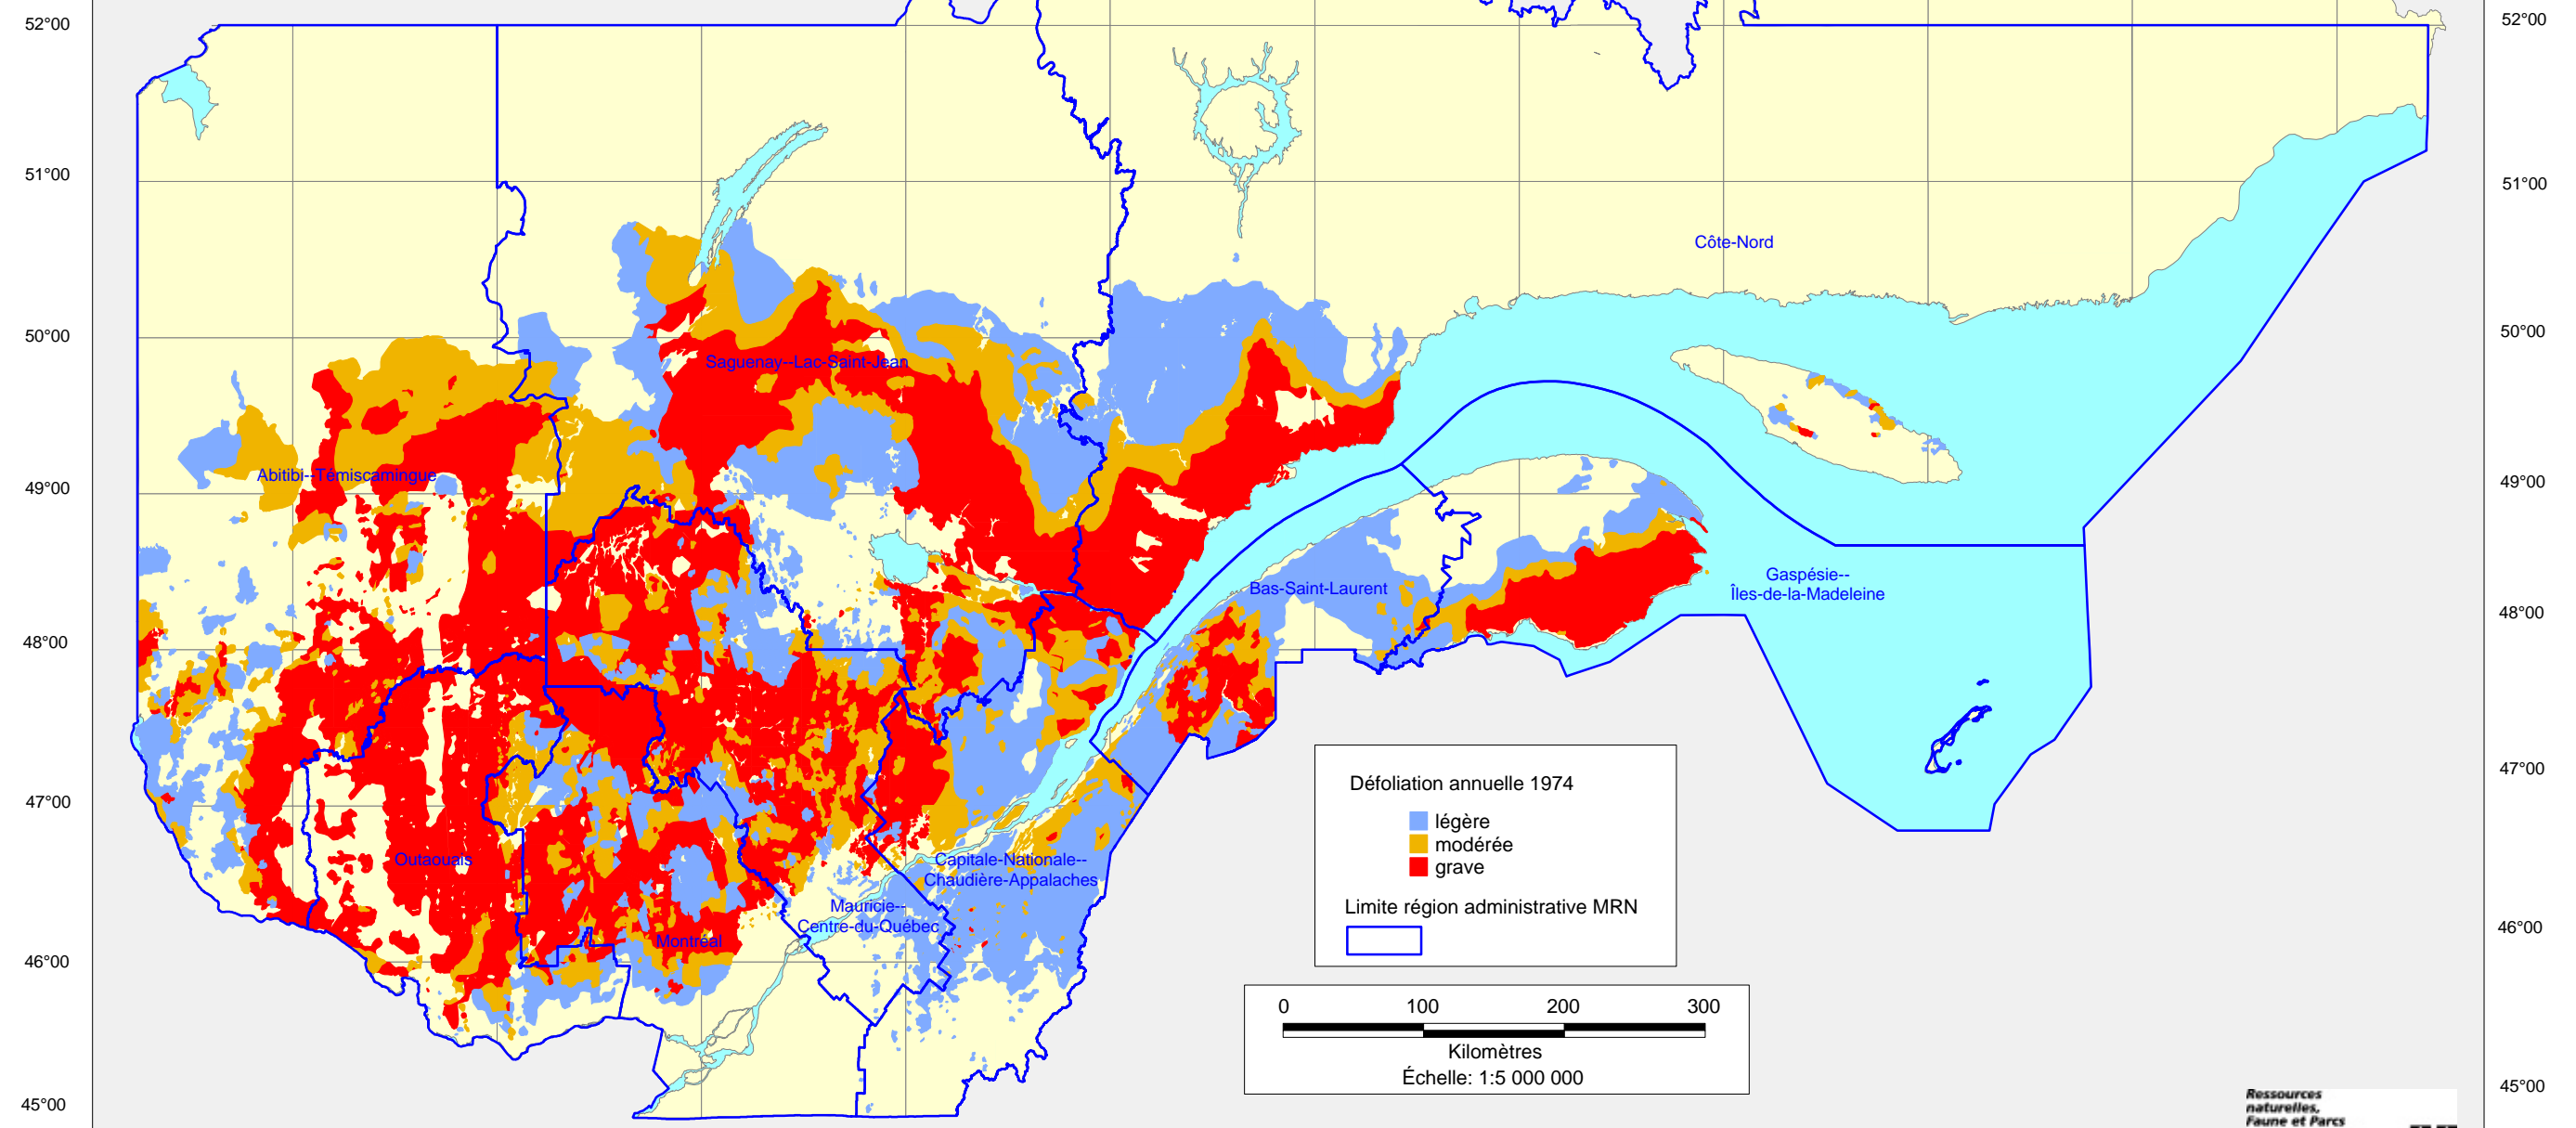 52°00
52°00
51°00
51°00
Côte-Nord
50°00
50°00
Saguenay--Lac-Saint-Jean
Abitibi--Témiscamingue
49°00
49°00
Bas-Saint-Laurent
Gaspésie--
Îles-de-la-Madeleine
48°00
48°00
47°00
47°00
Défoliation annuelle 1974
légère
modérée
grave
Limite région administrative MRN
Outaouais
Capitale-Nationale--
Chaudière-Appalaches
Mauricie--
Centre-du-Québec
Montréal
46°00
46°00
0 100 200 300
Kilomètres
Échelle: 1:5 000 000
45°00
45°00
Ressources
naturelles,
Faune et Parcs